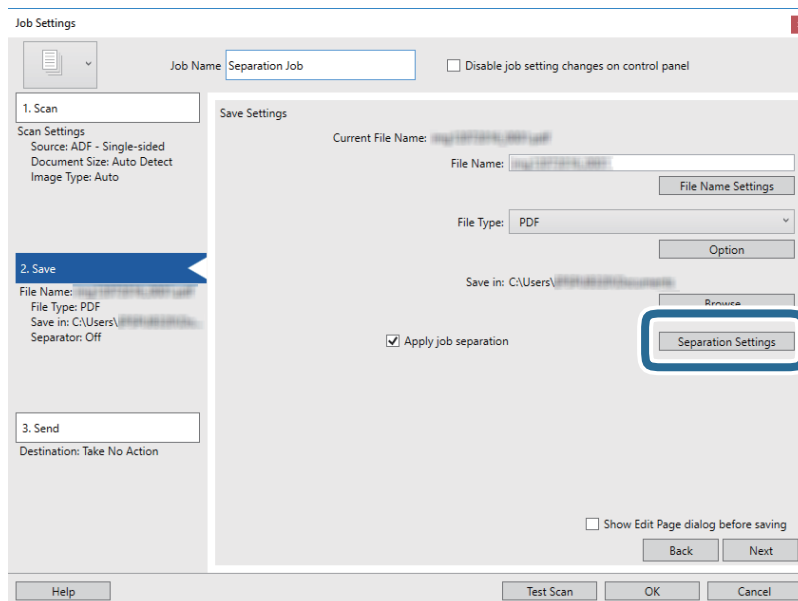 Job Settings
Job Name Separation Job Disable job setting changes on control panel
1. Scan
Scan Settings
Source: ADF - Single-sided
Document Size: Auto Detect
Image Type: Auto
2. Save
File Name:
File Type: PDF
Save in: C:\Users\
Separator: Off
3. Send
Destination: Take No Action
Save Settings
Current File Name:
File Name:
File Name Settings
File Type: PDF
Option
Save in: C:\Users\
Browse
Apply job separation Separation Settings
Show Edit Page dialog before saving
Back Next
Help Test Scan OK Cancel